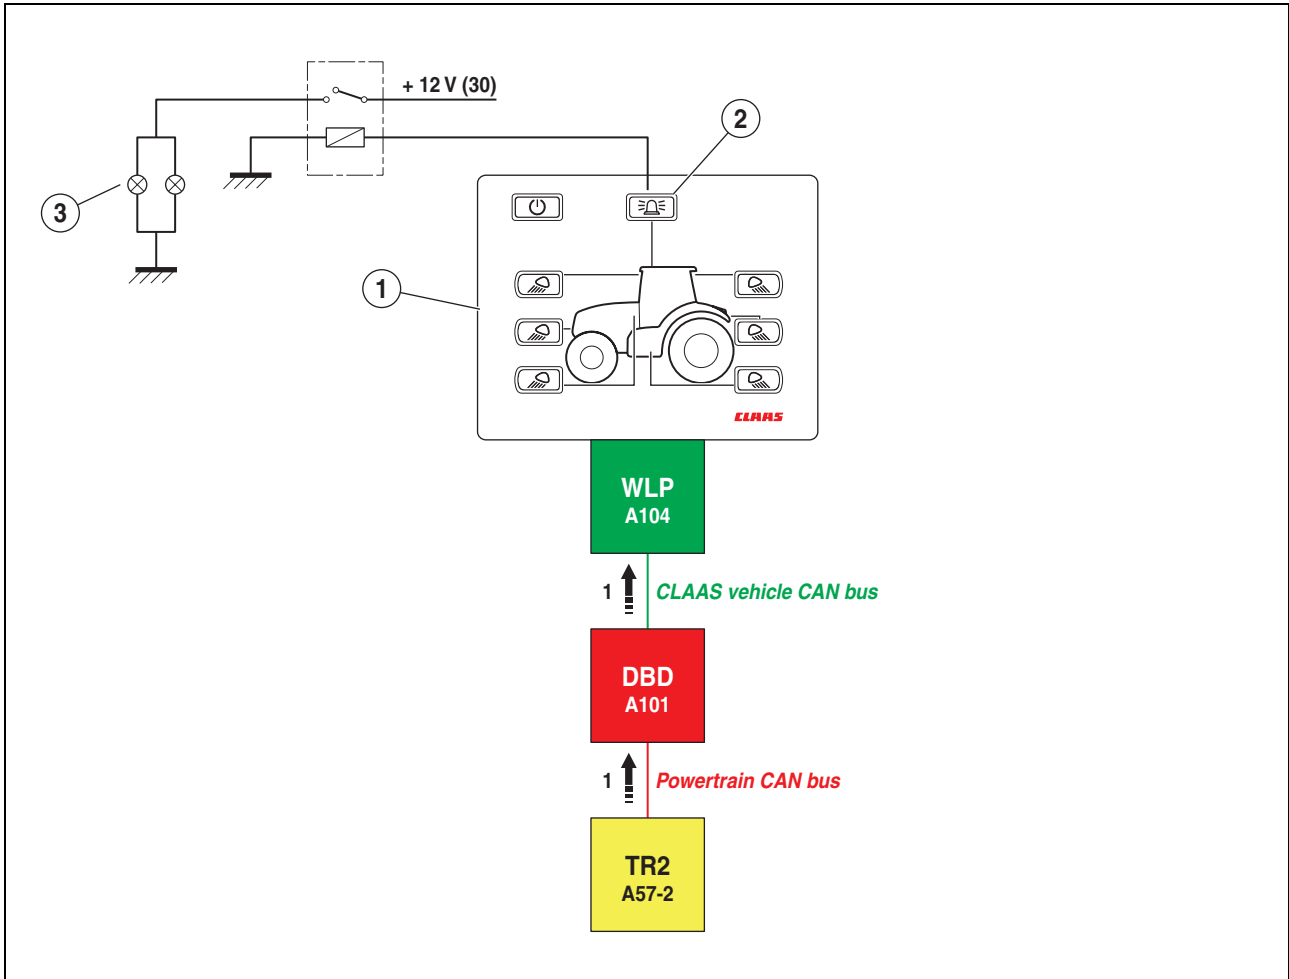 + 12 V (30)
2
3
1
CLAAS
WLP
A104
1
CLAAS vehicle CAN bus
DBD
A101
1
Powertrain CAN bus
TR2
A57-2